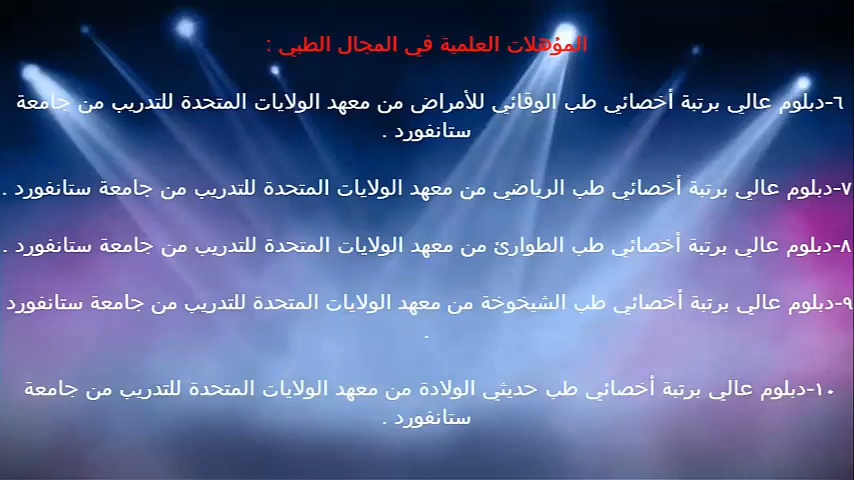 المؤهلات العلمية في المجال الطبي :
٦-دبلوم عالي برتبة أخصائي طب الوقائي للأمراض من معهد الولايات المتحدة للتدريب من جامعة
ستانفورد .
٧-دبلوم عالي برتبة أخصائي طب الرياضي من معهد الولايات المتحدة للتدريب من جامعة ستانفورد .
٨-دبلوم عالي برتبة أخصائي طب الطوارئ من معهد الولايات المتحدة للتدريب من جامعة ستانفورد .
٩-دبلوم عالي برتبة أخصائي طب الشيخوخة من معهد الولايات المتحدة للتدريب من جامعة ستانفورد
.
١٠-دبلوم عالي برتبة أخصائي طب حديثي الولادة من معهد الولايات المتحدة للتدريب من جامعة
ستانفورد .